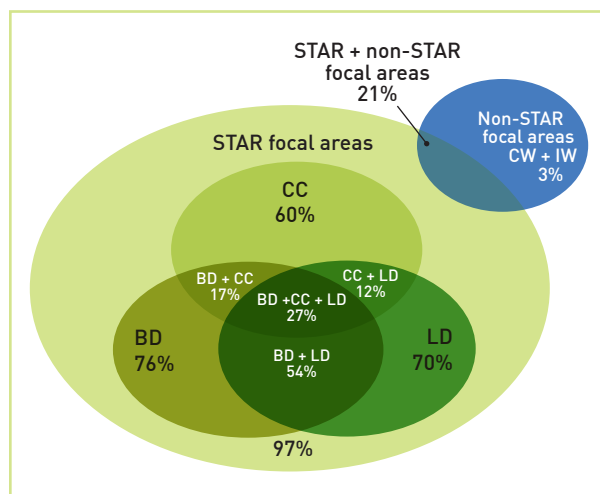 STAR + non-STAR
focal areas
21%
Non-STAR
focal areas
CW + IW
3%
STAR focal areas
CC
60%
BD + CC
17%
CC + LD
12%
BD +CC + LD
27%
BD
76%
LD
70%
BD + LD
54%
97%